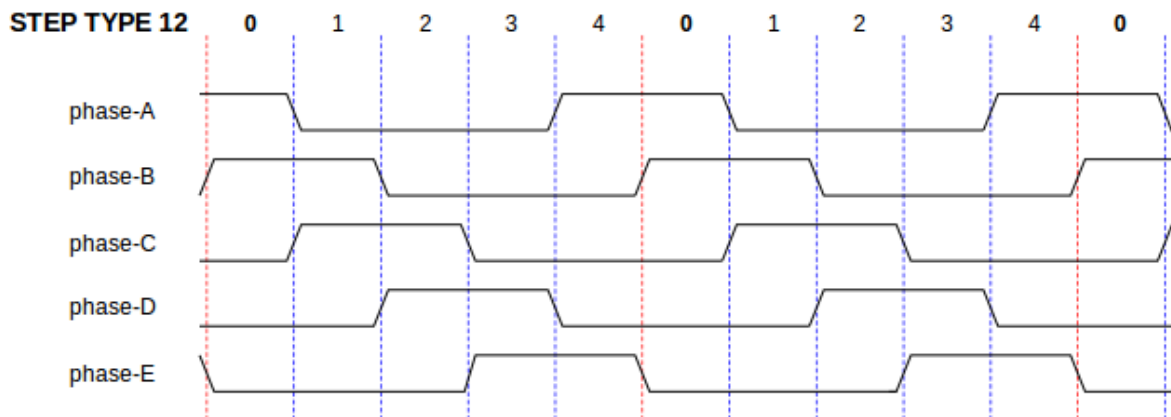 STEP TYPE 12 0 1 2 3 4 0 1 2 3 4 0
phase-A
phase-B
phase-C
phase-D
phase-E